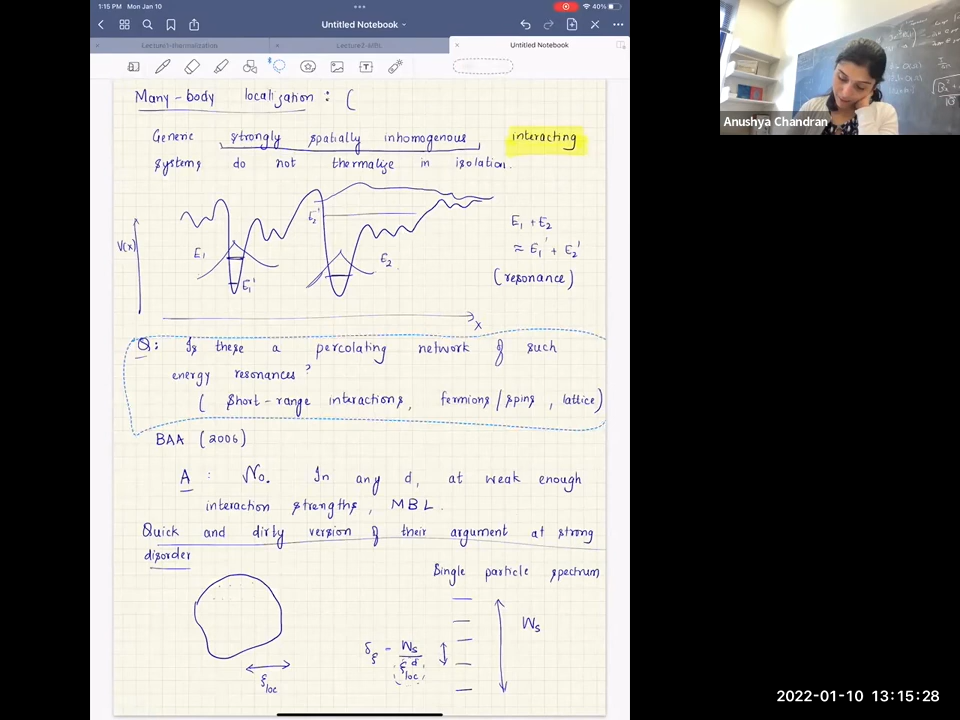 1:15 PM Mon Jan 10
40%
Untitled Notebook
Lecture1-thermalization
Untitled Notebook
Many-body localization : (
Generic strongly spatially inhomogenous interacting
systems do not thermalize in isolation.
V(x)
E1
E1'
E2'
E2
x
E1 + E2
≈ E1' + E2'
(resonance)
Q: Is there a percolating network of such
energy resonances?
( short-range interactions, fermions/spins, lattice)
BAA (2006)
A : No. In any d, at weak enough
interaction strengths, MBL.
Quick and dirty version of their argument at strong
disorder
Single particle spectrum
ξloc
δξ - Ws/ξloc^d
Ws
Anushya Chandran
2022-01-10 13:15:28